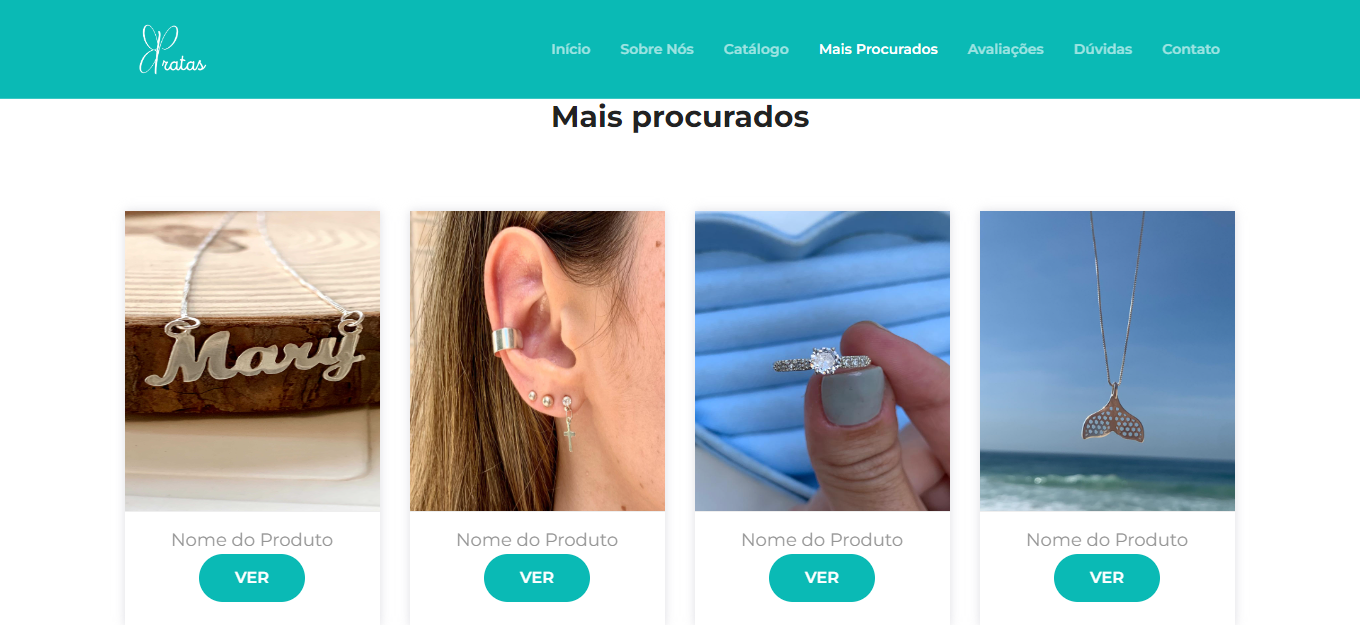 Pratas
Início Sobre Nós Catálogo Mais Procurados Avaliações Dúvidas Contato
Mais procurados
Mary
Nome do Produto Nome do Produto Nome do Produto Nome do Produto
VER VER VER VER